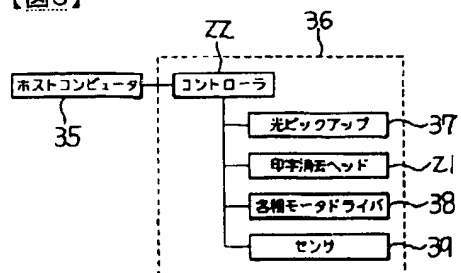 22
36
ホストコンピュータ
コントローラ
35
光ピックアップ
37
印字消去ヘッド
21
各種モータドライバ
38
センサ
39